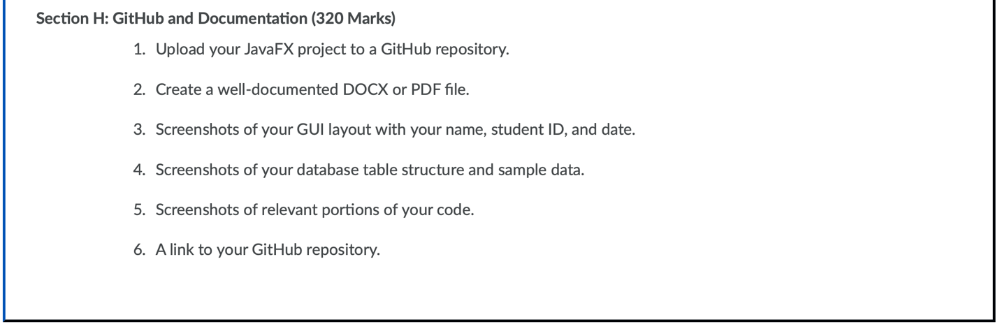 Section H: GitHub and Documentation (320 Marks)
1. Upload your JavaFX project to a GitHub repository.
2. Create a well-documented DOCX or PDF file.
3. Screenshots of your GUI layout with your name, student ID, and date.
4. Screenshots of your database table structure and sample data.
5. Screenshots of relevant portions of your code.
6. A link to your GitHub repository.